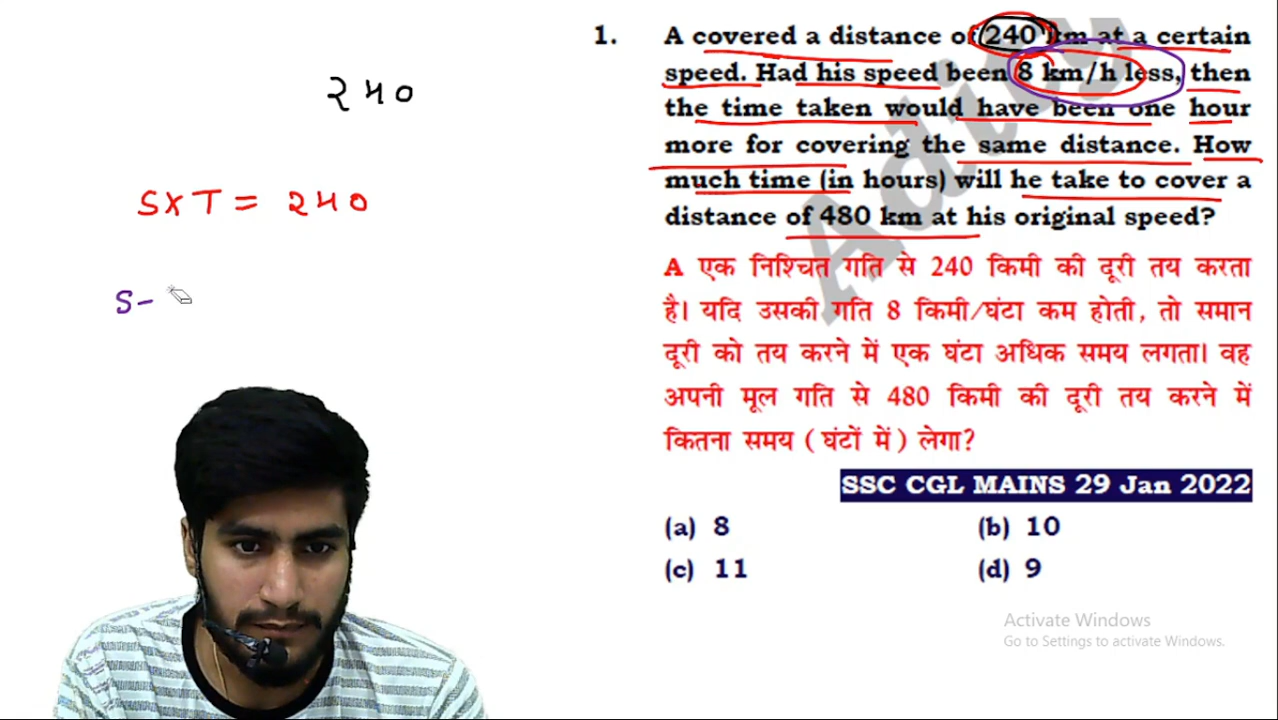 240
S×T = 240
S-
1. A covered a distance of 240 km at a certain
speed. Had his speed been 8 km/h less, then
the time taken would have been one hour
more for covering the same distance. How
much time (in hours) will he take to cover a
distance of 480 km at his original speed?
A एक निश्चित गति से 240 किमी की दूरी तय करता
है। यदि उसकी गति 8 किमी/घंटा कम होती, तो समान
दूरी को तय करने में एक घंटा अधिक समय लगता। वह
अपनी मूल गति से 480 किमी की दूरी तय करने में
कितना समय (घंटों में) लेगा?
SSC CGL MAINS 29 Jan 2022
(a) 8 (b) 10
(c) 11 (d) 9
Activate Windows
Go to Settings to activate Windows.